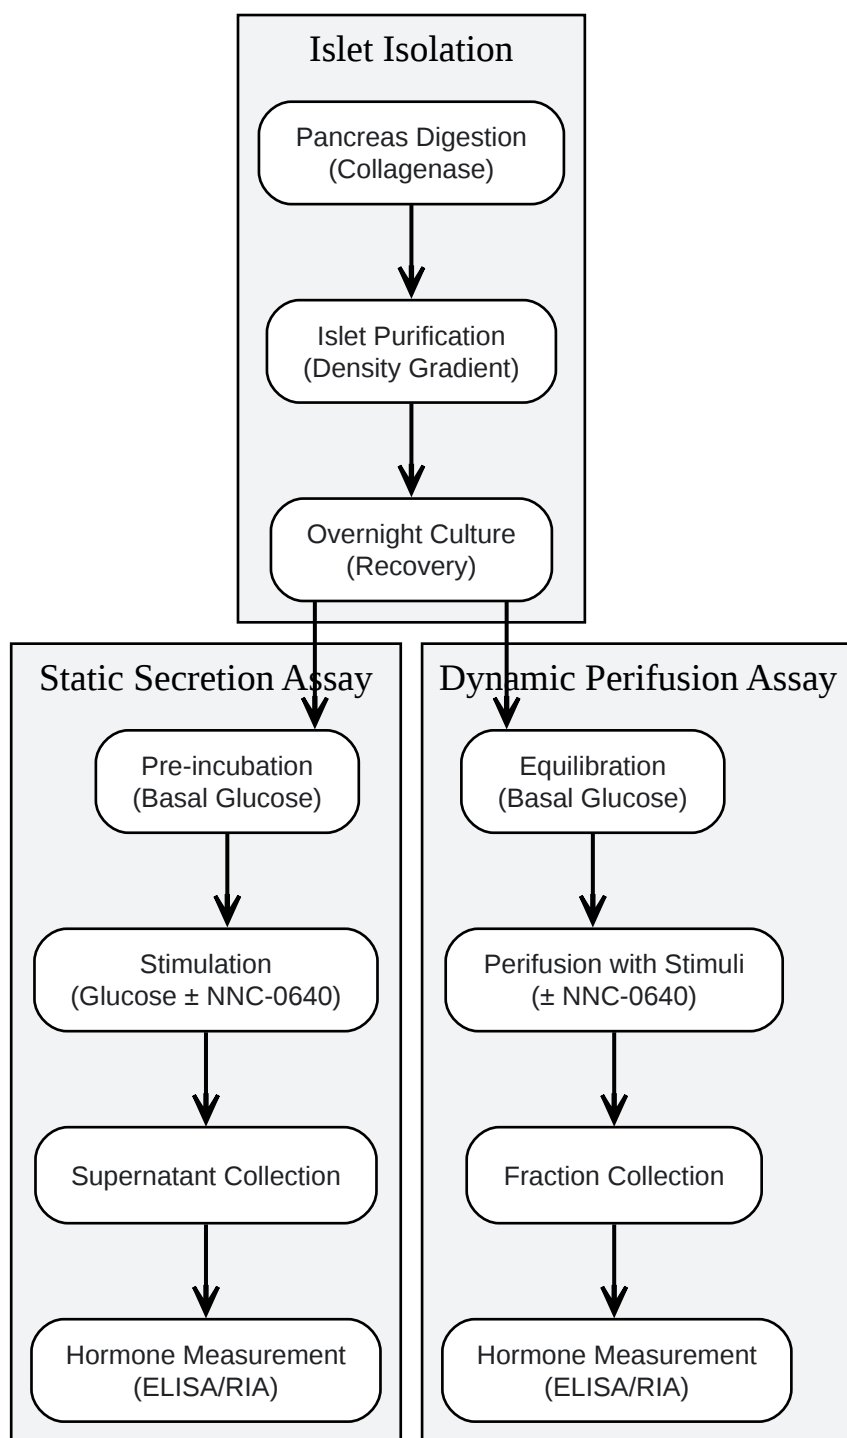 Islet Isolation
Pancreas Digestion
(Collagenase)
Islet Purification
(Density Gradient)
Overnight Culture
(Recovery)
Static Secretion Assay
Pre-incubation
(Basal Glucose)
Stimulation
(Glucose ± NNC-0640)
Supernatant Collection
Hormone Measurement
(ELISA/RIA)
Dynamic Perifusion Assay
Equilibration
(Basal Glucose)
Perifusion with Stimuli
(± NNC-0640)
Fraction Collection
Hormone Measurement
(ELISA/RIA)